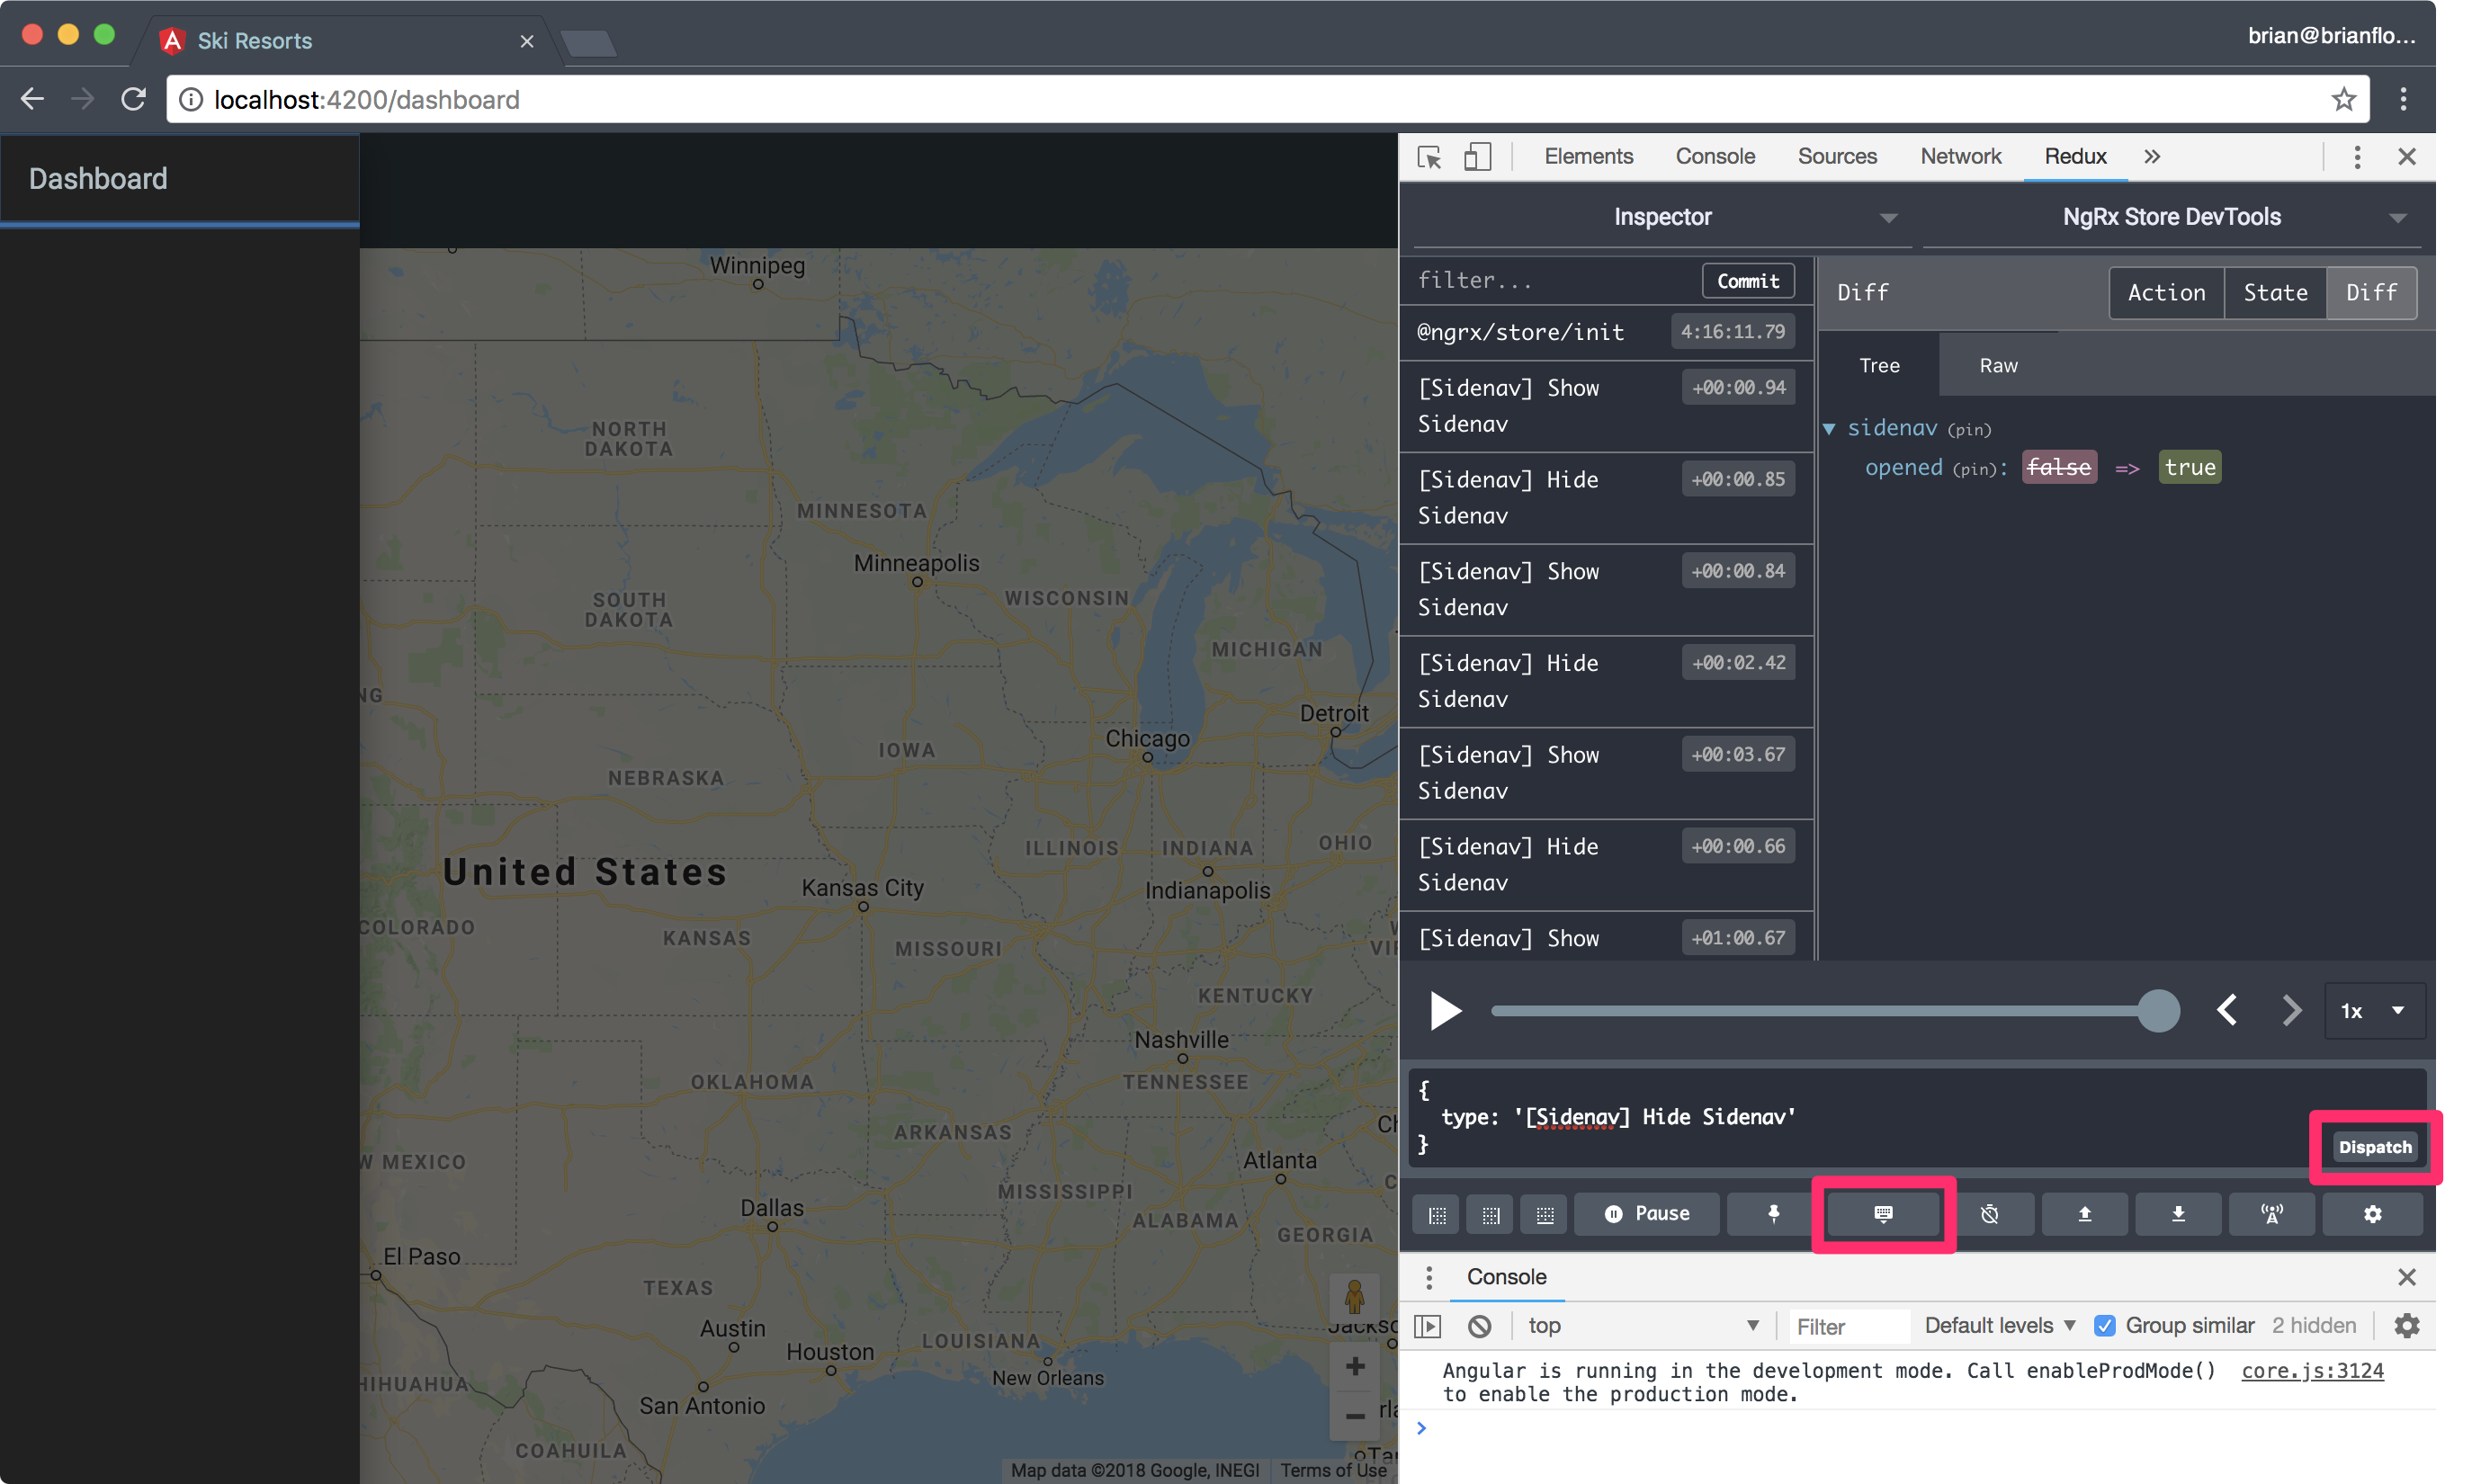 Ski Resorts
brian@brianflo...
localhost:4200/dashboard
Dashboard
Winnipeg
NORTH
DAKOTA
MINNESOTA
Minneapolis
SOUTH
DAKOTA
WISCONSIN
MICHIGAN
NG
Detroit
Chicago
IOWA
NEBRASKA
ILLINOIS
INDIANA
OHIO
United States
Kansas City
Indianapolis
COLORADO
KANSAS
MISSOURI
W
VIR
KENTUCKY
Nashville
OKLAHOMA
TENNESSEE
Ch
ARKANSAS
W MEXICO
Atlanta
MISSISSIPPI
Dallas
ALABAMA
GEORGIA
El Paso
TEXAS
Austin
LOUISIANA
Jackso
Houston
New Orleans
HIHUAHUA
San Antonio
COAHUILA
Map data ©2018 Google, INEGI
Terms of Use
Elements
Console
Sources
Network
Redux
Inspector
NgRx Store DevTools
filter...
Commit
Diff
Action
State
Diff
@ngrx/store/init
4:16:11.79
[Sidenav] Show
Sidenav
+00:00.94
[Sidenav] Hide
Sidenav
+00:00.85
[Sidenav] Show
Sidenav
+00:00.84
[Sidenav] Hide
Sidenav
+00:02.42
[Sidenav] Show
Sidenav
+00:03.67
[Sidenav] Hide
Sidenav
+00:00.66
[Sidenav] Show
+01:00.67
Tree
Raw
sidenav (pin)
opened (pin): false => true
1x
{
type: '[Sidenav] Hide Sidenav'
}
Dispatch
Pause
Console
top
Filter
Default levels
Group similar
2 hidden
Angular is running in the development mode. Call enableProdMode() core.js:3124
to enable the production mode.